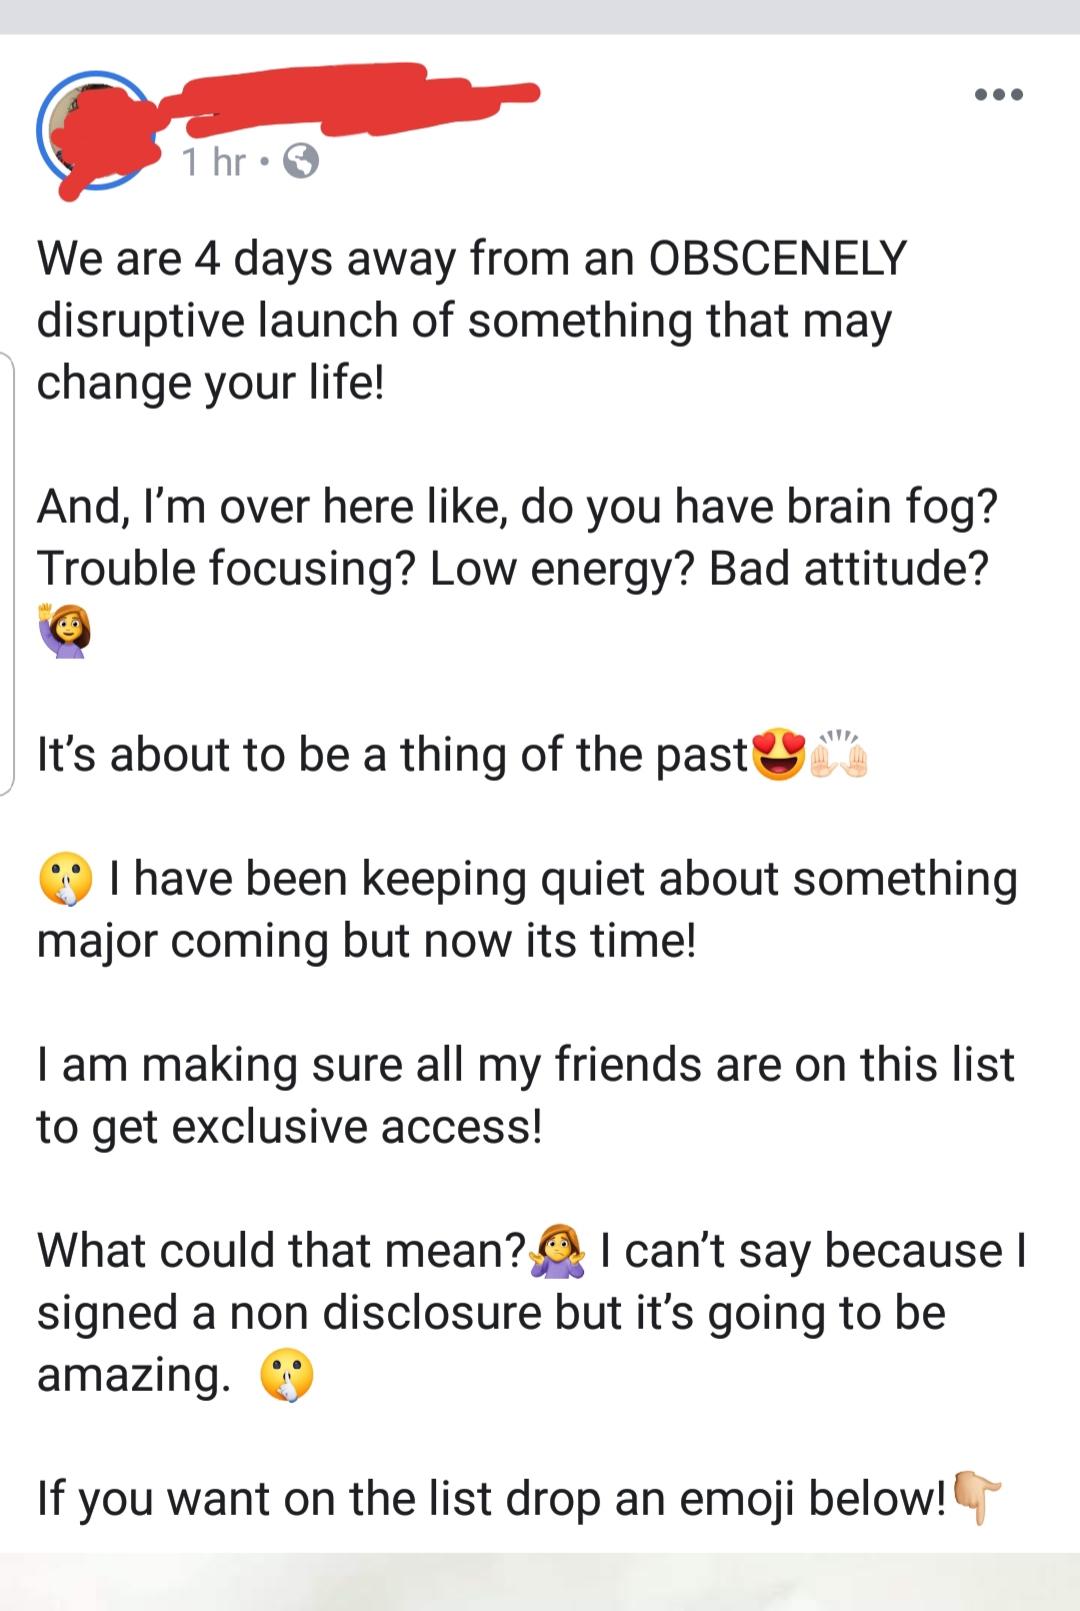 1 hr •
We are 4 days away from an OBSCENELY
disruptive launch of something that may
change your life!
And, I’m over here like, do you have brain fog?
Trouble focusing? Low energy? Bad attitude?
🙋‍♀️
It’s about to be a thing of the past😍🙌🏻
🤫 I have been keeping quiet about something
major coming but now its time!
I am making sure all my friends are on this list
to get exclusive access!
What could that mean?🤷‍♀️ I can’t say because I
signed a non disclosure but it’s going to be
amazing. 🤫
If you want on the list drop an emoji below!👇🏼